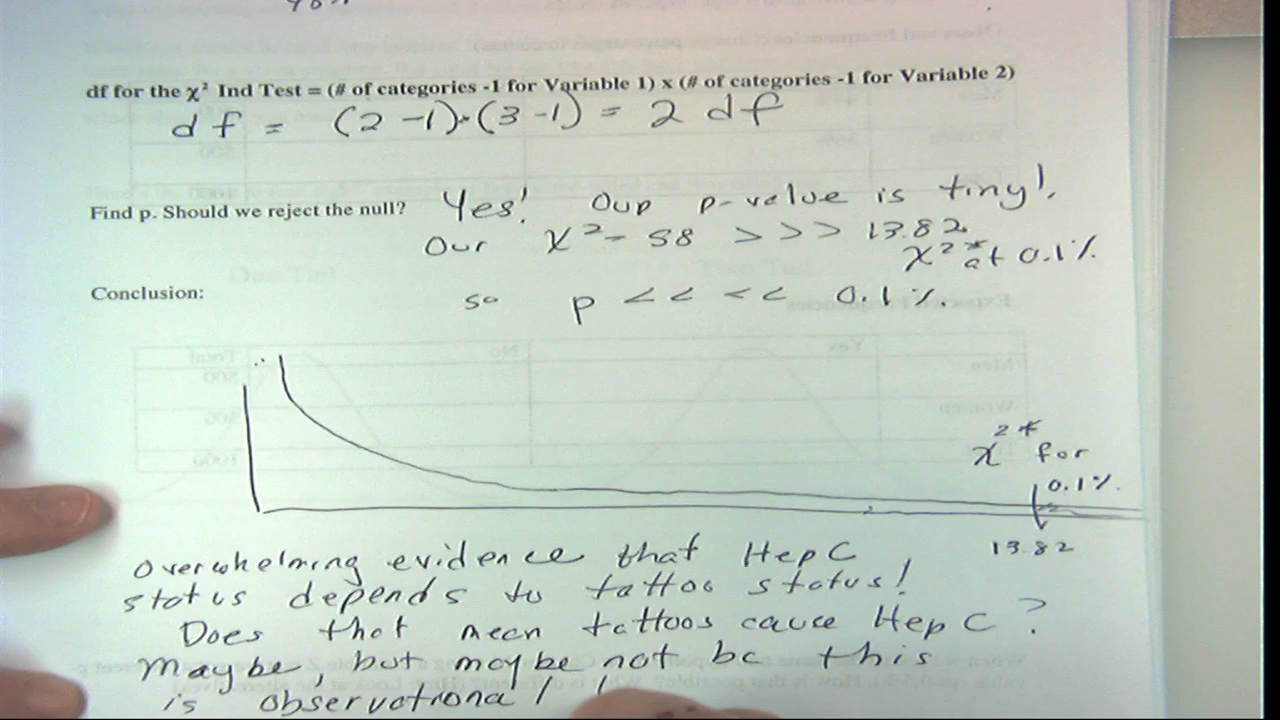 df for the χ² Ind Test = (# of categories -1 for Variable 1) x (# of categories -1 for Variable 2)
df = (2-1)·(3-1) = 2 df
Find p. Should we reject the null? Yes! Our p-value is tiny!
Our χ² = 58 >>> 13.82
χ²* at 0.1%
Conclusion: so p <<<< 0.1%
χ²* for
0.1%
13.82
overwhelming evidence that Hep C
status depends to tattoo status!
Does that mean tattoos cause Hep C?
Maybe, but maybe not bc this
is observational